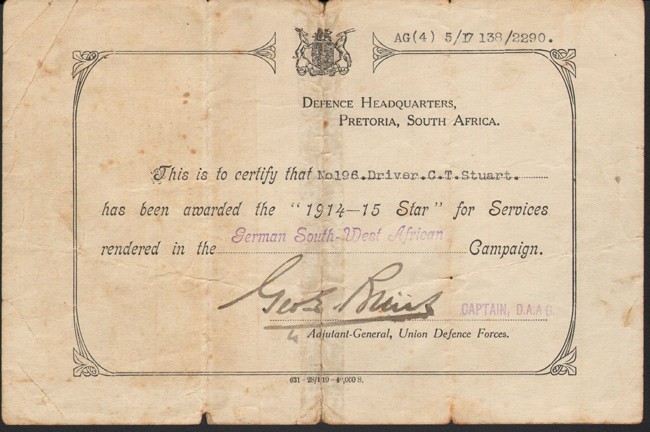 AG(4) 5/17 138/2290.
DEFENCE HEADQUARTERS,
PRETORIA, SOUTH AFRICA.
This is to certify that No196.Driver.C.T.Stuart.
has been awarded the "1914—15 Star" for Services
rendered in the German South-West African Campaign.
CAPTAIN, D.A.A.G.
Adjutant-General, Union Defence Forces.